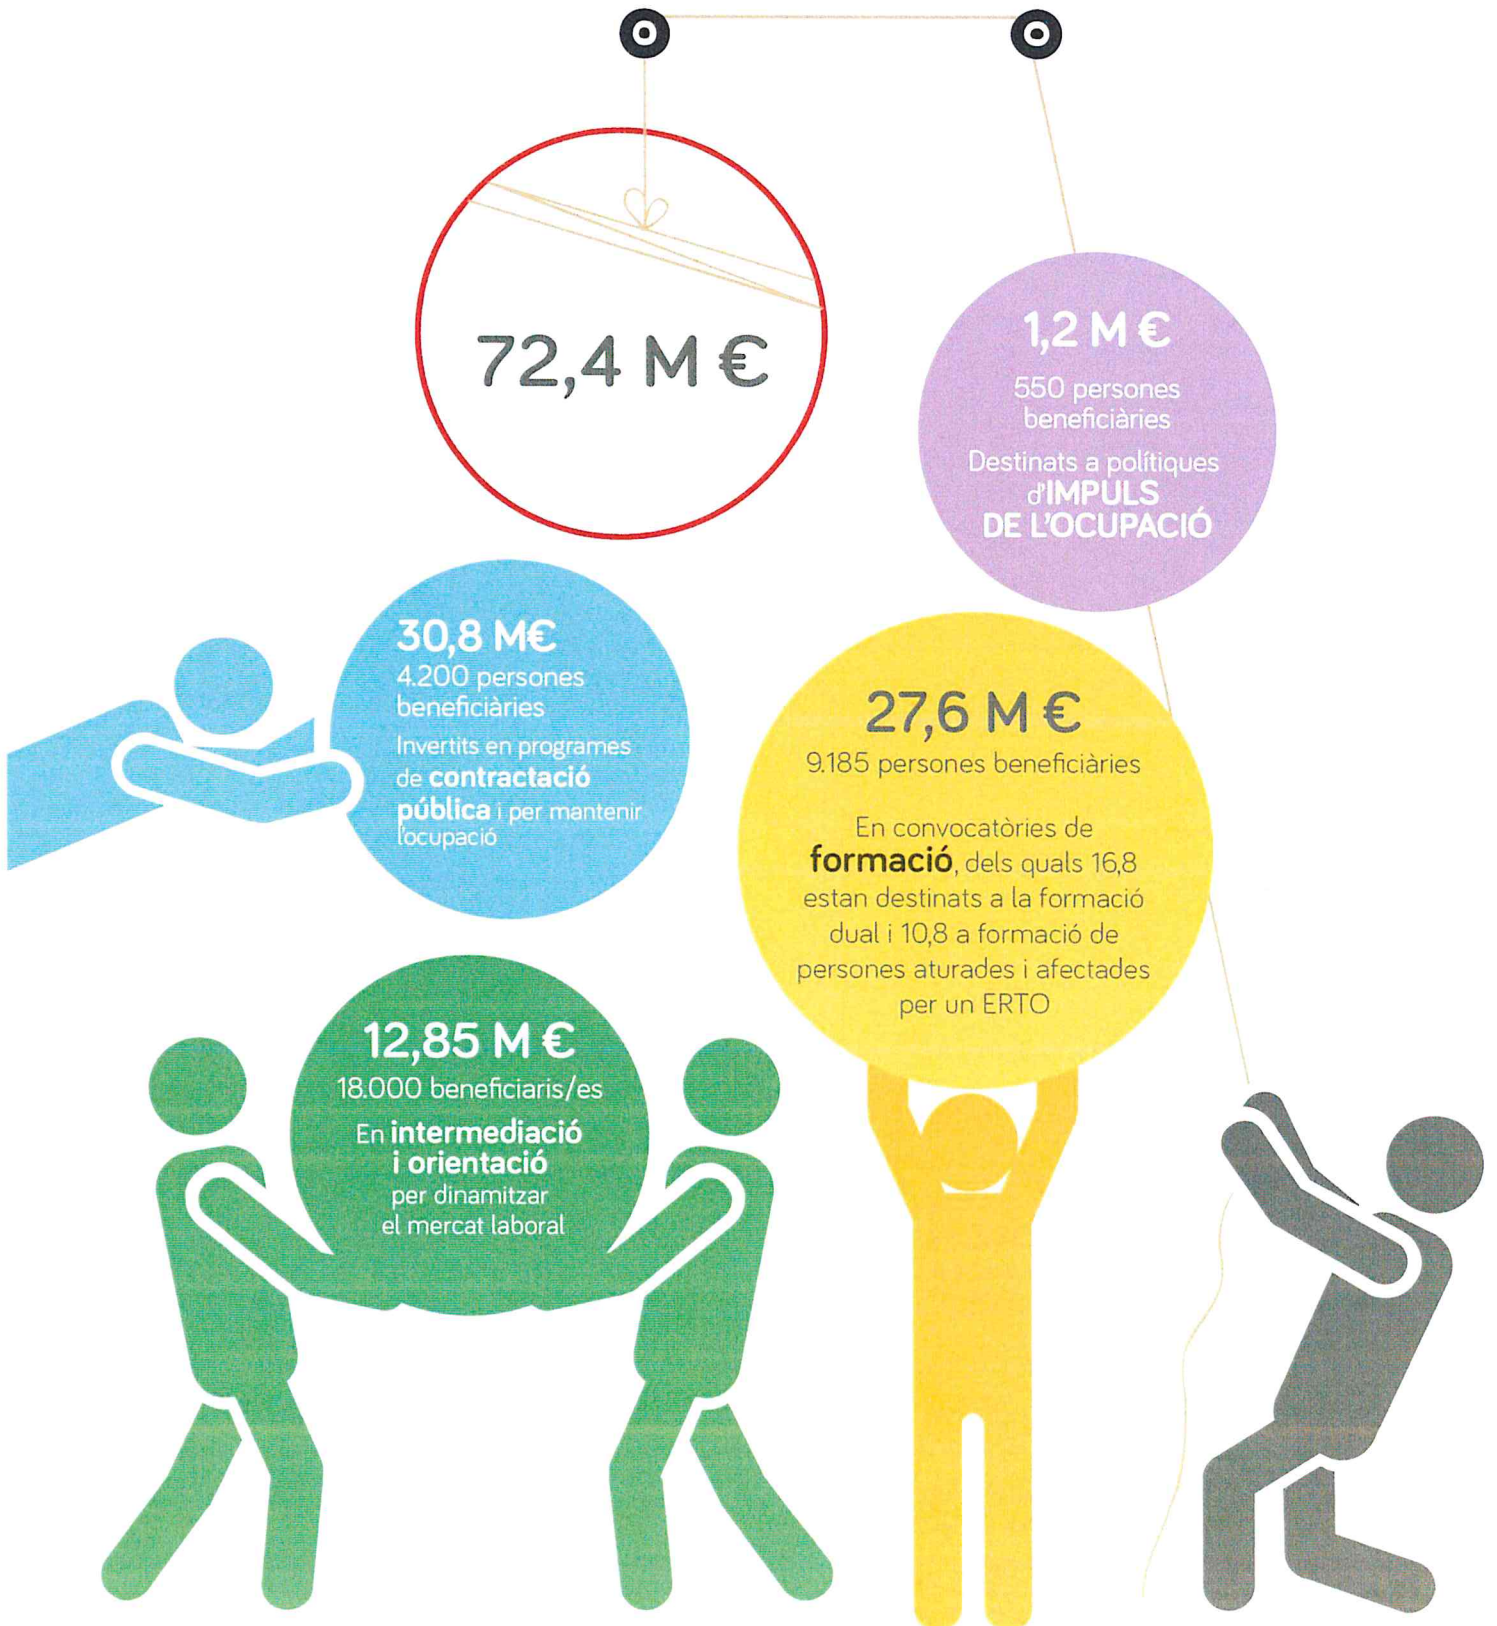 72,4 M €
1,2 M €
550 persones
beneficiàries
Destinats a polítiques
d'IMPULS
DE L'OCUPACIÓ
30,8 M€
4.200 persones
beneficiàries
Invertits en programes
de contractació
pública i per mantenir
l'ocupació
27,6 M €
9.185 persones beneficiàries
En convocatòries de
formació, dels quals 16,8
estan destinats a la formació
dual i 10,8 a formació de
persones aturades i afectades
per un ERTO
12,85 M €
18.000 beneficiaris/es
En intermediació
i orientació
per dinamitzar
el mercat laboral